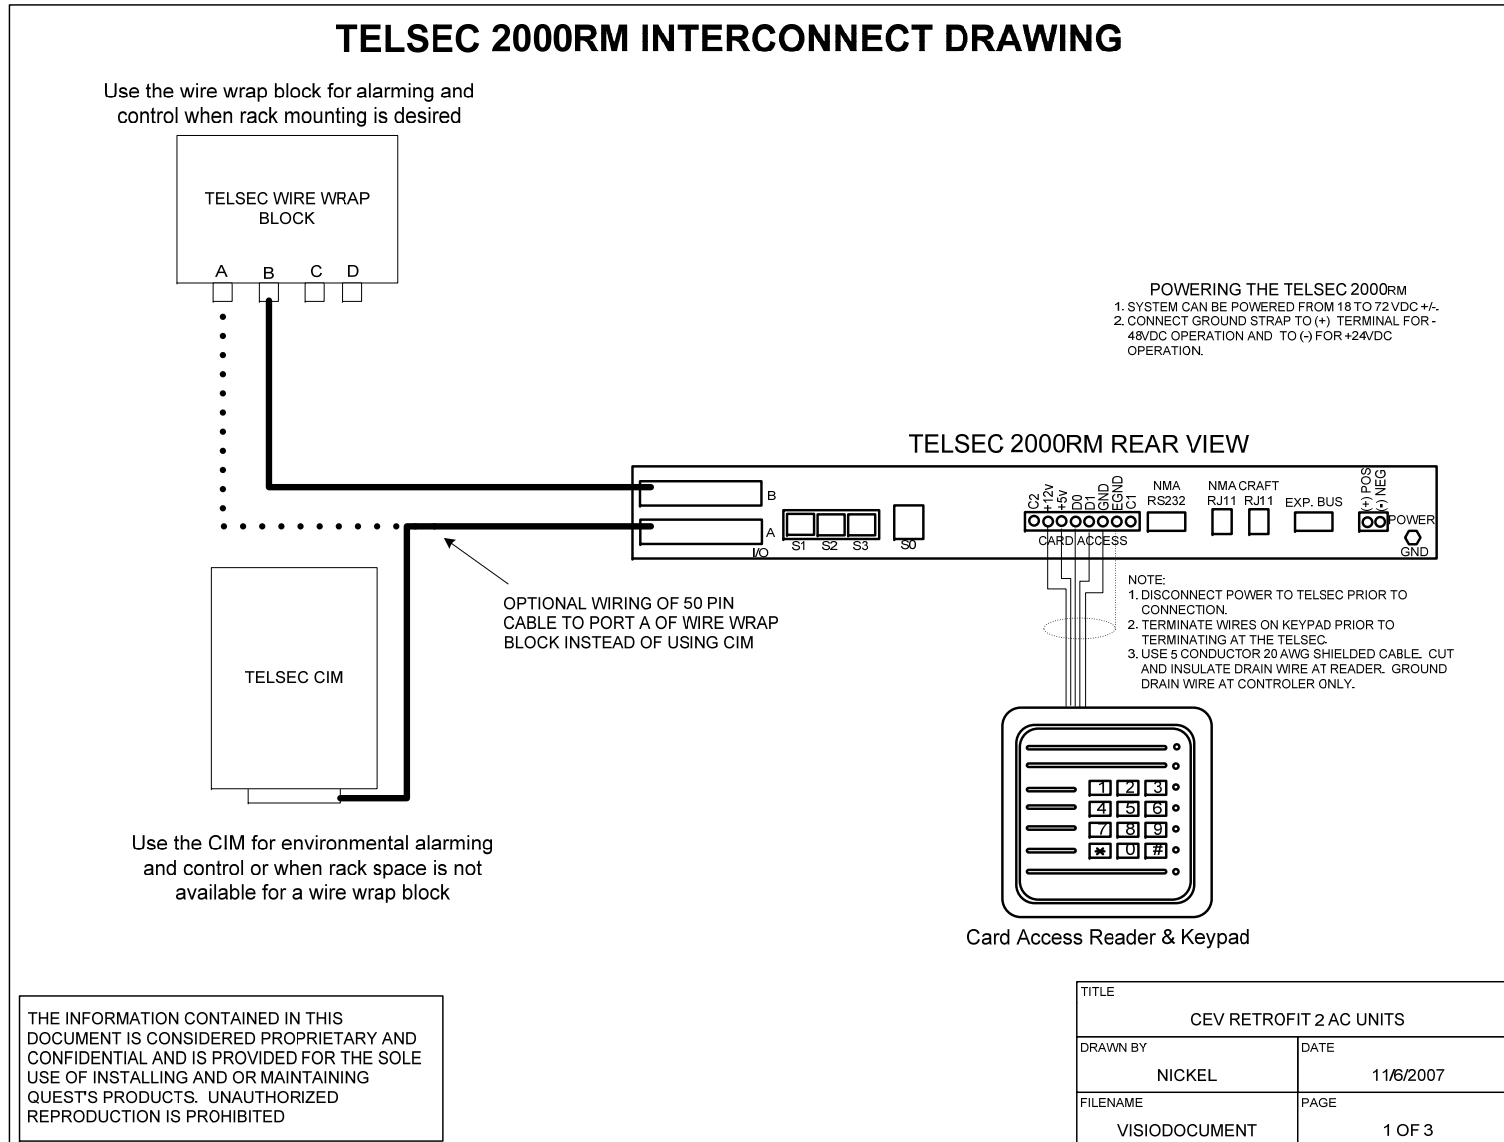 TELSEC 2000RM INTERCONNECT DRAWING
Use the wire wrap block for alarming and
control when rack mounting is desired
TELSEC WIRE WRAP
BLOCK
A B C D
POWERING THE TELSEC 2000RM
1. SYSTEM CAN BE POWERED FROM 18 TO 72 VDC +/-.
2. CONNECT GROUND STRAP TO (+) TERMINAL FOR -
48VDC OPERATION AND TO (-) FOR +24VDC
OPERATION.
TELSEC 2000RM REAR VIEW
B
A
I/O
S1 S2 S3
S0
C2
+12v
+5v
D0
D1
GND
EGND
C1
CARD ACCESS
NMA
RS232
NMA CRAFT
RJ11 RJ11
EXP. BUS
(+) POS
(-) NEG
POWER
GND
OPTIONAL WIRING OF 50 PIN
CABLE TO PORT A OF WIRE WRAP
BLOCK INSTEAD OF USING CIM
NOTE:
1. DISCONNECT POWER TO TELSEC PRIOR TO
CONNECTION.
2. TERMINATE WIRES ON KEYPAD PRIOR TO
TERMINATING AT THE TELSEC.
3. USE 5 CONDUCTOR 20 AWG SHIELDED CABLE. CUT
AND INSULATE DRAIN WIRE AT READER. GROUND
DRAIN WIRE AT CONTROLER ONLY.
TELSEC CIM
Use the CIM for environmental alarming
and control or when rack space is not
available for a wire wrap block
1 2 3
4 5 6
7 8 9
* 0 #
Card Access Reader & Keypad
THE INFORMATION CONTAINED IN THIS
DOCUMENT IS CONSIDERED PROPRIETARY AND
CONFIDENTIAL AND IS PROVIDED FOR THE SOLE
USE OF INSTALLING AND OR MAINTAINING
QUEST'S PRODUCTS. UNAUTHORIZED
REPRODUCTION IS PROHIBITED
TITLE
CEV RETROFIT 2 AC UNITS
DRAWN BY
NICKEL
DATE
11/6/2007
FILENAME
VISIODOCUMENT
PAGE
1 OF 3